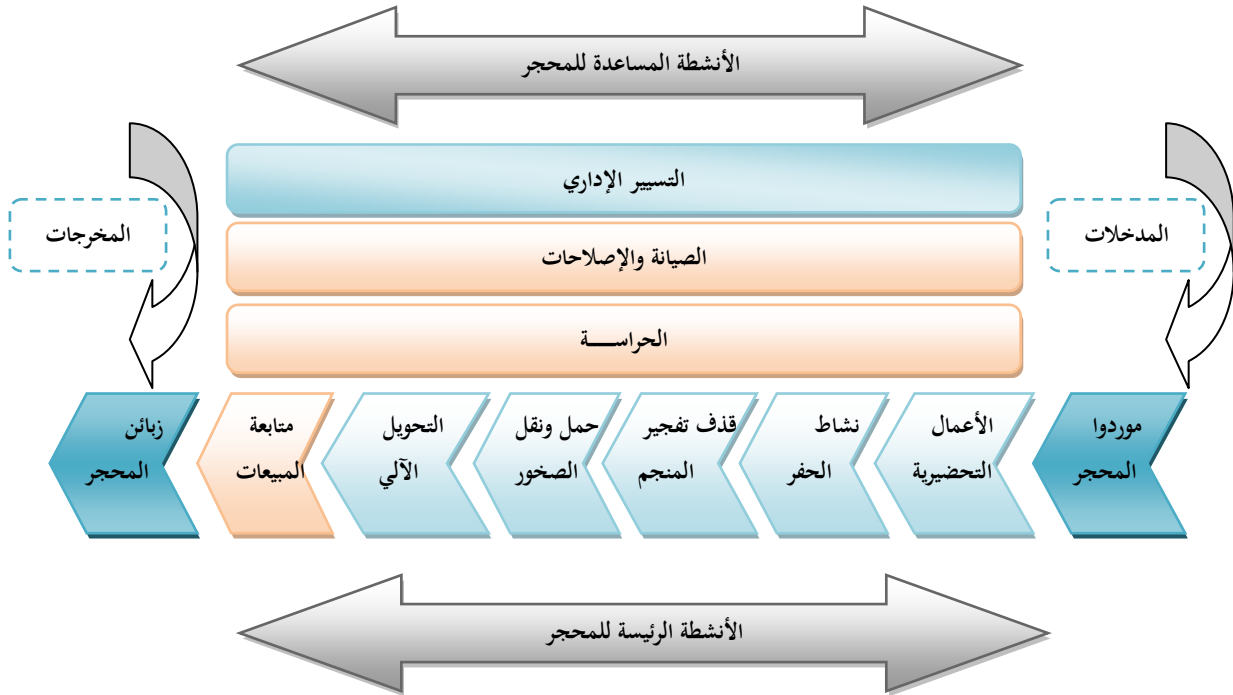 الأنشطة المساعدة للمحجر
التسيير الإداري
المدخلات
المخرجات
الصيانة والإصلاحات
الحراســـــة
موردوا
المحجر
الأعمال
التحضيرية
نشاط
الحفر
قذف تفجير
المنجم
حمل ونقل
الصخور
التحويل
الآلي
متابعة
المبيعات
زبائن
المحجر
الأنشطة الرئيسة للمحجر